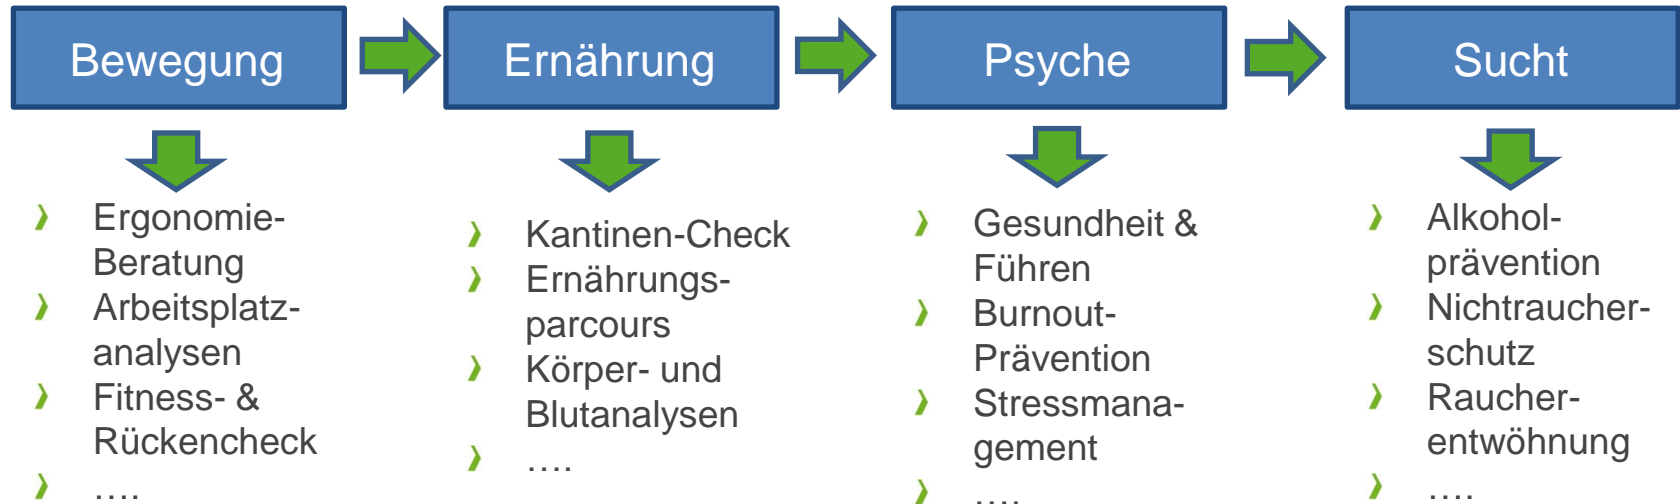 Bewegung
Ernährung
Psyche
Sucht
Ergonomie-
Beratung
Arbeitsplatz-
analysen
Fitness- &
Rückencheck
....
Kantinen-Check
Ernährungs-
parcours
Körper- und
Blutanalysen
....
Gesundheit &
Führen
Burnout-
Prävention
Stressmana-
gement
....
Alkohol-
prävention
Nichtraucher-
schutz
Raucher-
entwöhnung
....